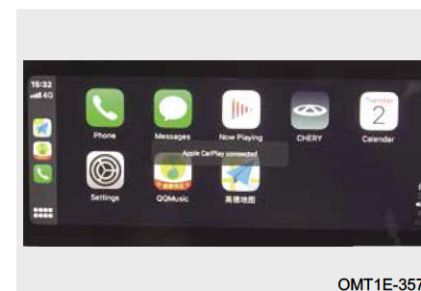 15:32
4G
Phone
Messages
Now Playing
CHERY
Tuesday
2
Calendar
Apple CarPlay connected
Settings
QQMusic
高德地图
OMT1E-357